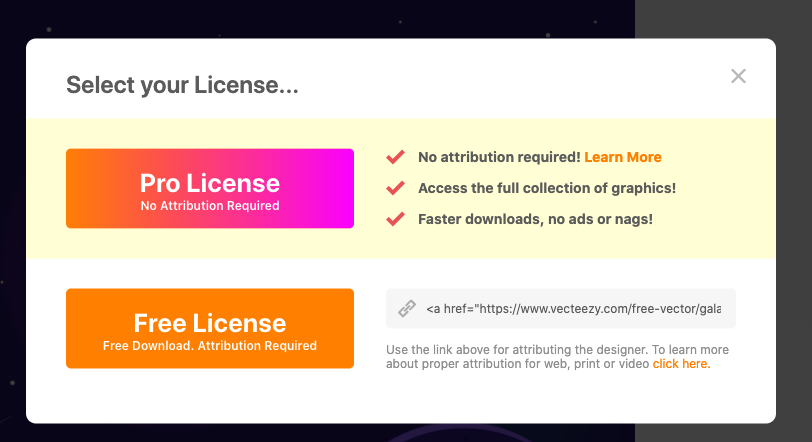 Select your License...
Pro License
No Attribution Required
No attribution required! Learn More
Access the full collection of graphics!
Faster downloads, no ads or nags!
Free License
Free Download. Attribution Required
<a href="https://www.vecteezy.com/free-vector/gala
Use the link above for attributing the designer. To learn more
about proper attribution for web, print or video click here.